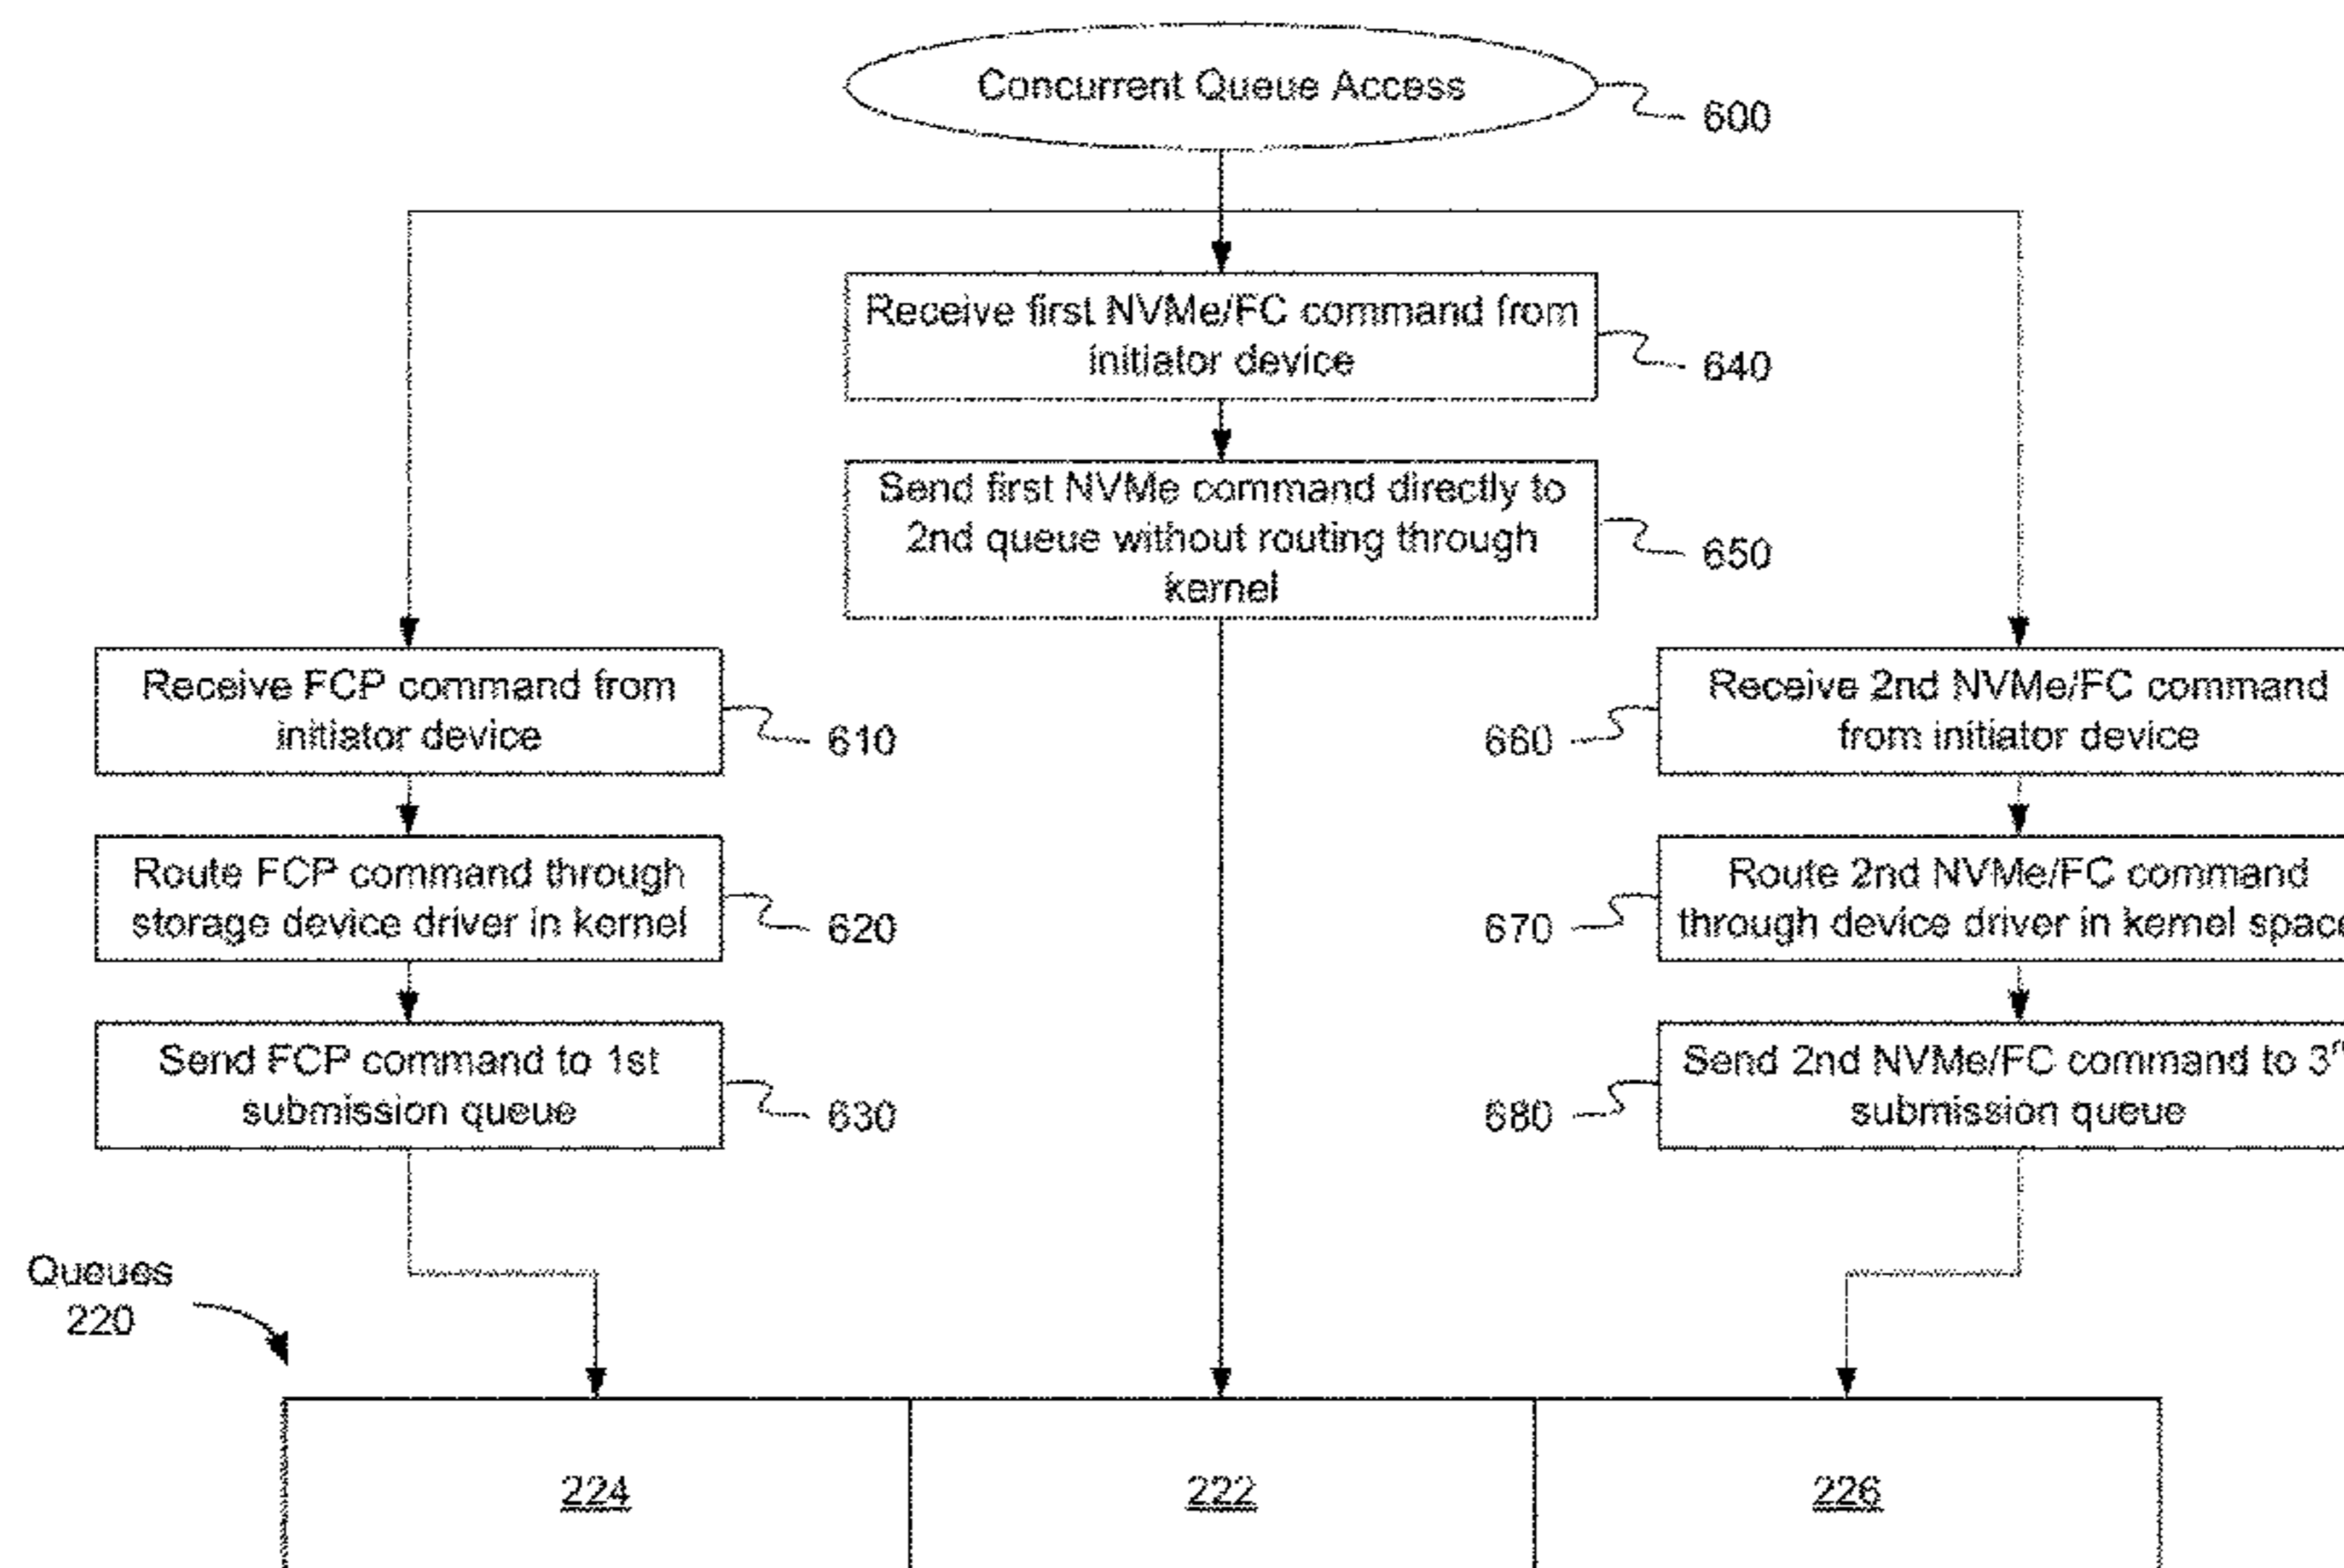 Concurrent Queue Access
600
Receive first NVMe/FC command from
initiator device
640
Send first NVMe command directly to
2nd queue without routing through
kernel
650
Receive FCP command from
initiator device
610
Route FCP command through
storage device driver in kernel
620
Send FCP command to 1st
submission queue
630
660
Receive 2nd NVMe/FC command
from initiator device
670
Route 2nd NVMe/FC command
through device driver in kernel space
680
Send 2nd NVMe/FC command to 3
submission queue
Queues
220
224
222
226